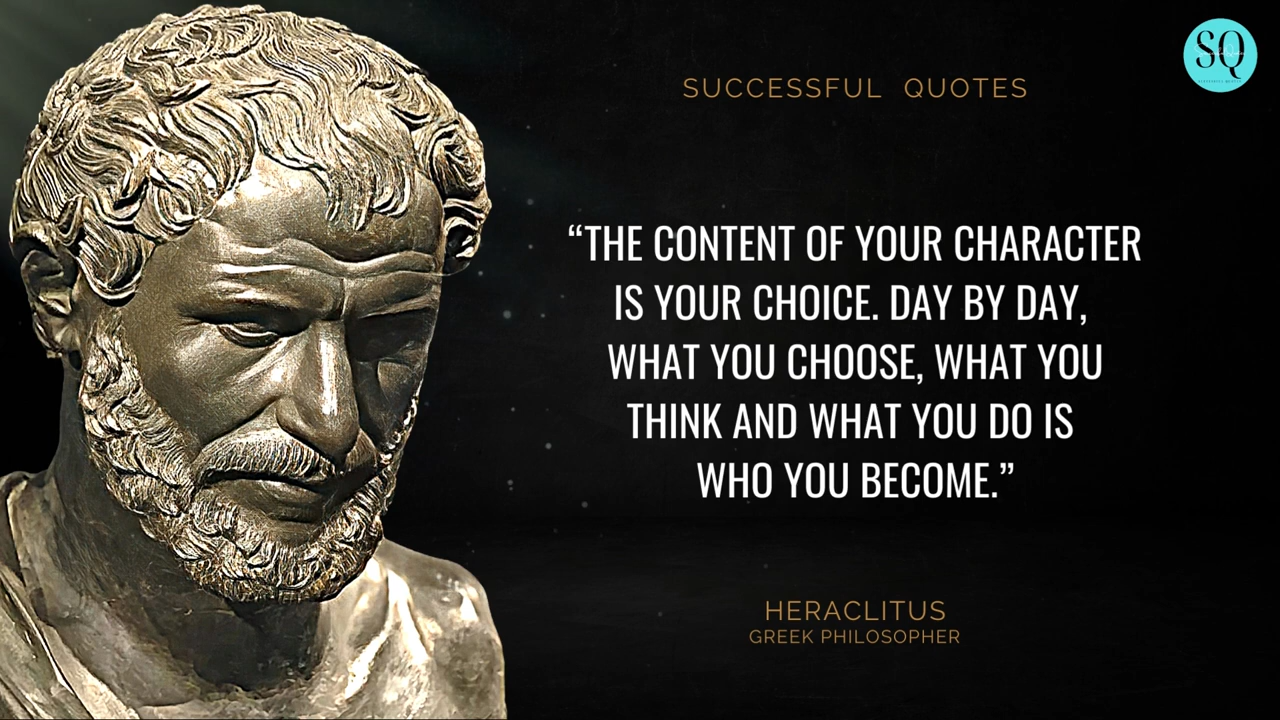 SQ
SUCCESSFUL QUOTES
“THE CONTENT OF YOUR CHARACTER
IS YOUR CHOICE. DAY BY DAY,
WHAT YOU CHOOSE, WHAT YOU
THINK AND WHAT YOU DO IS
WHO YOU BECOME.”
HERACLITUS
GREEK PHILOSOPHER